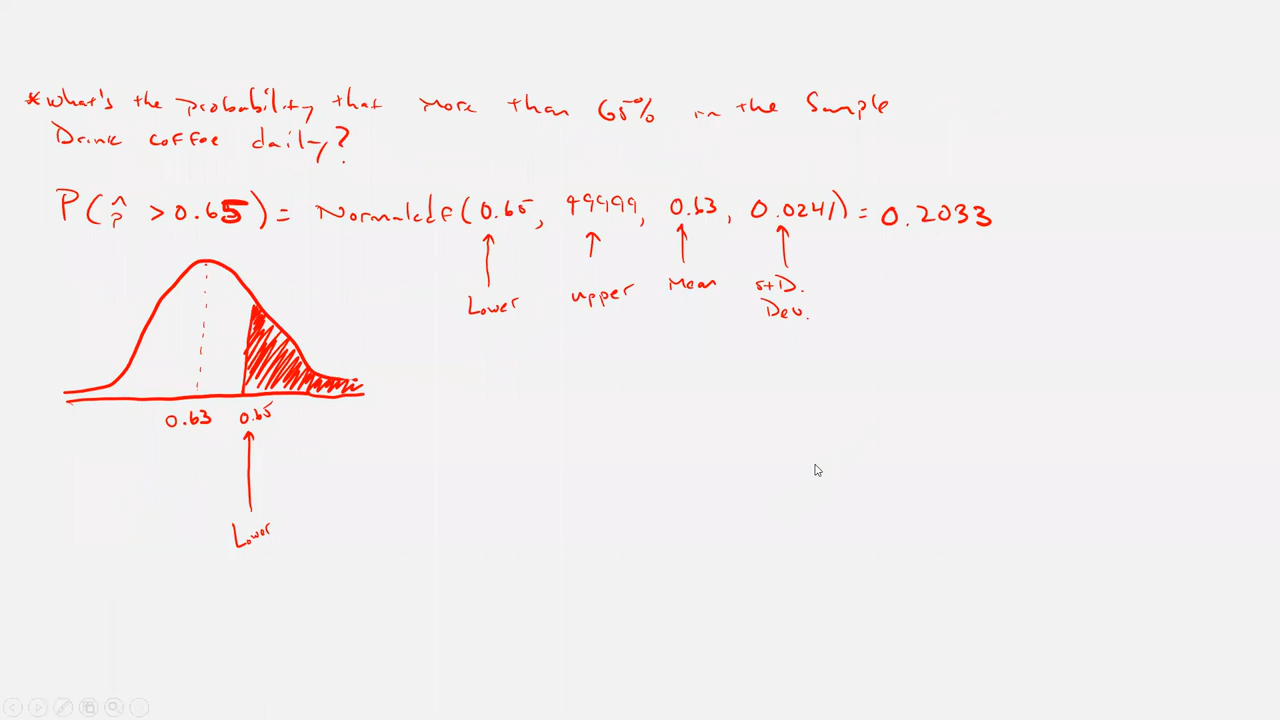 *What's the probability that more than 65% in the Sample
Drink coffee daily?
P(p̂ > 0.65) = Normalcdf(0.65, 99999, 0.63, 0.0241) = 0.2033
Lower upper Mean StD.
Dev.
0.63 0.65
Lower